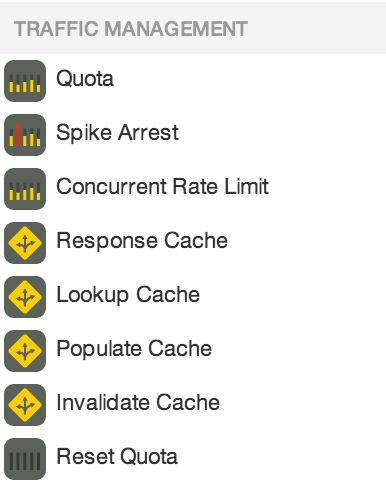 TRAFFIC MANAGEMENT
Quota
Spike Arrest
Concurrent Rate Limit
Response Cache
Lookup Cache
Populate Cache
Invalidate Cache
Reset Quota